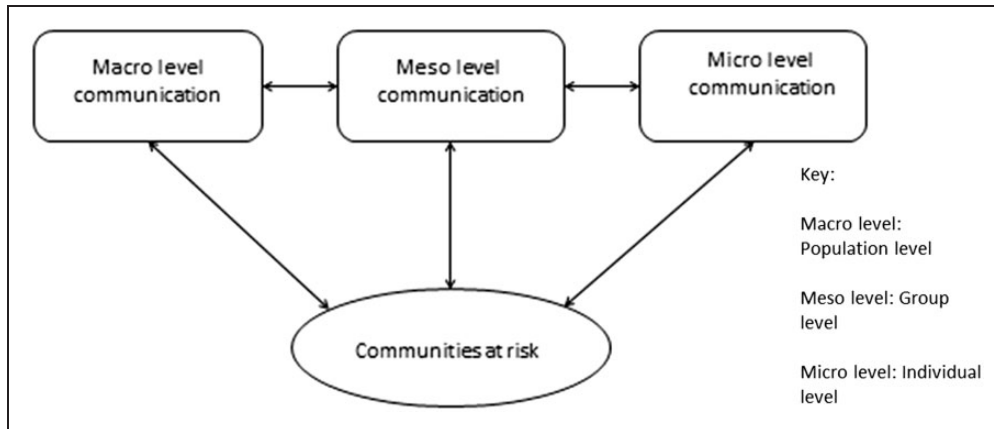 Macro level
communication
Meso level
communication
Micro level
communication
Key:
Macro level:
Population level
Meso level: Group
level
Micro level: Individual
level
Communities at risk